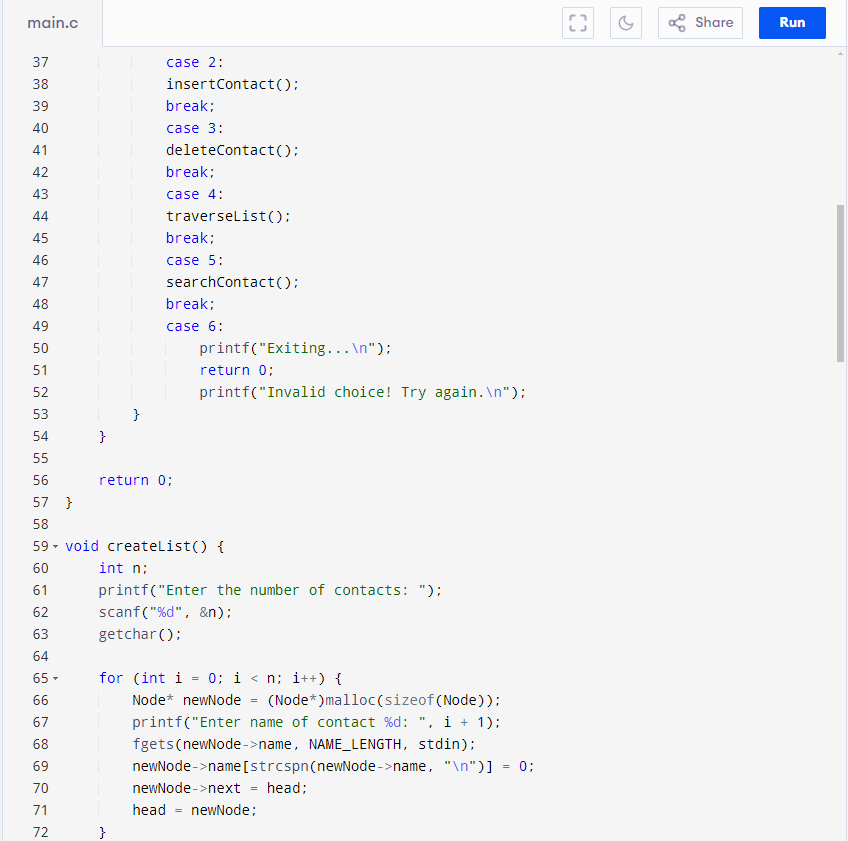 main.c
Share
Run
37 case 2:
38 insertContact();
39 break;
40 case 3:
41 deleteContact();
42 break;
43 case 4:
44 traverseList();
45 break;
46 case 5:
47 searchContact();
48 break;
49 case 6:
50 printf("Exiting...\n");
51 return 0;
52 printf("Invalid choice! Try again.\n");
53 }
54 }
55
56 return 0;
57 }
58
59 void createList() {
60 int n;
61 printf("Enter the number of contacts: ");
62 scanf("%d", &n);
63 getchar();
64
65 for (int i = 0; i < n; i++) {
66 Node* newNode = (Node*)malloc(sizeof(Node));
67 printf("Enter name of contact %d: ", i + 1);
68 fgets(newNode->name, NAME_LENGTH, stdin);
69 newNode->name[strcspn(newNode->name, "\n")] = 0;
70 newNode->next = head;
71 head = newNode;
72 }